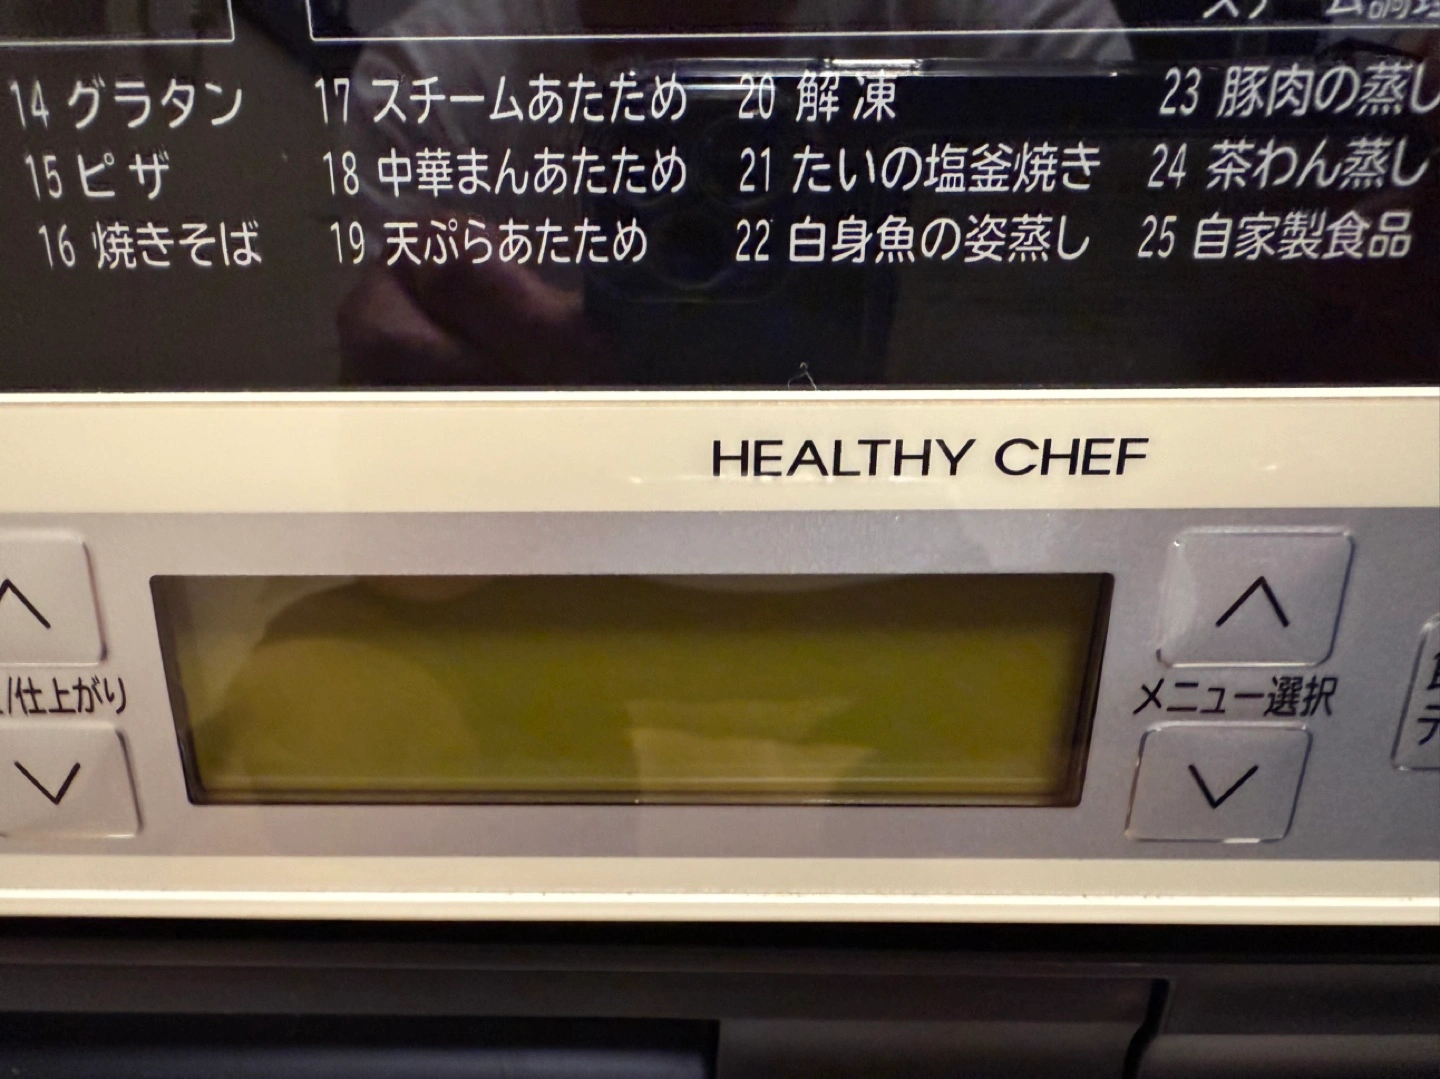 14 グラタン 17 スチームあたため 20 解凍 23 豚肉の蒸し
15 ピザ 18 中華まんあたため 21 たいの塩釜焼き 24 茶わん蒸し
16 焼きそば 19 天ぷらあたため 22 白身魚の姿蒸し 25 自家製食品
HEALTHY CHEF
/仕上がり メニュー選択